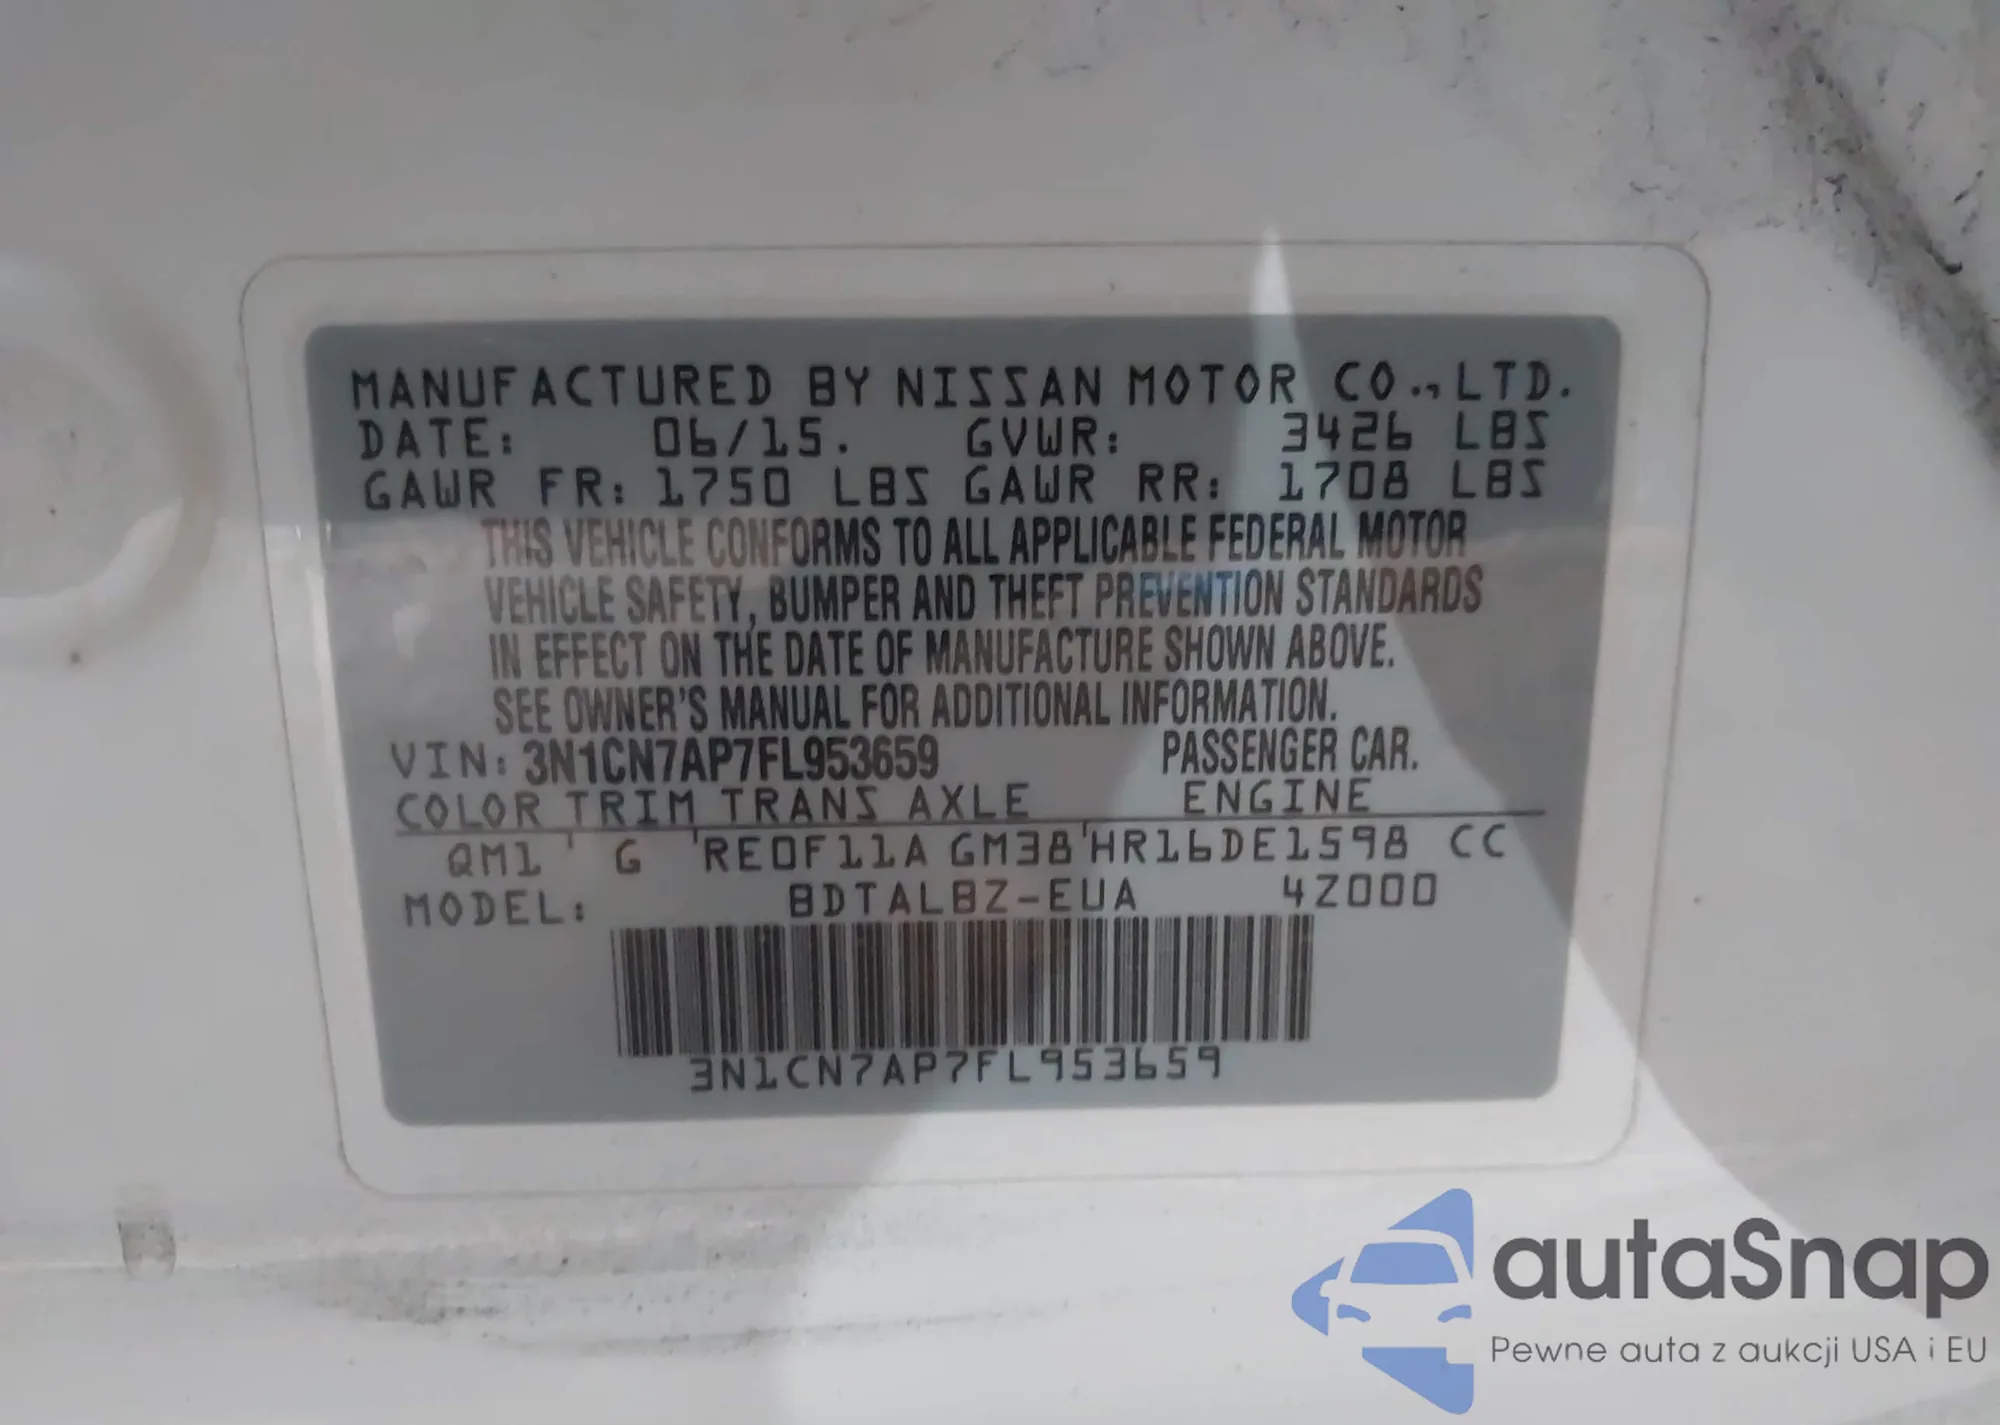 MANUFACTURED BY NISSAN MOTOR CO., LTD.
DATE: 06/15. GVWR: 3426 LBS
GAWR FR: 1750 LBS GAWR RR: 1708 LBS
THIS VEHICLE CONFORMS TO ALL APPLICABLE FEDERAL MOTOR
VEHICLE SAFETY, BUMPER AND THEFT PREVENTION STANDARDS
IN EFFECT ON THE DATE OF MANUFACTURE SHOWN ABOVE.
SEE OWNER'S MANUAL FOR ADDITIONAL INFORMATION.
VIN: 3N1CN7AP7FL953659 PASSENGER CAR.
COLOR TRIM TRANS AXLE ENGINE
QM1 ' G 'RE0F11A GM38'HR16DE1598 CC
MODEL: BDTALBZ-EUA 4Z000
3N1CN7AP7FL953659
autaSnap
Pewne auta z aukcji USA i EU